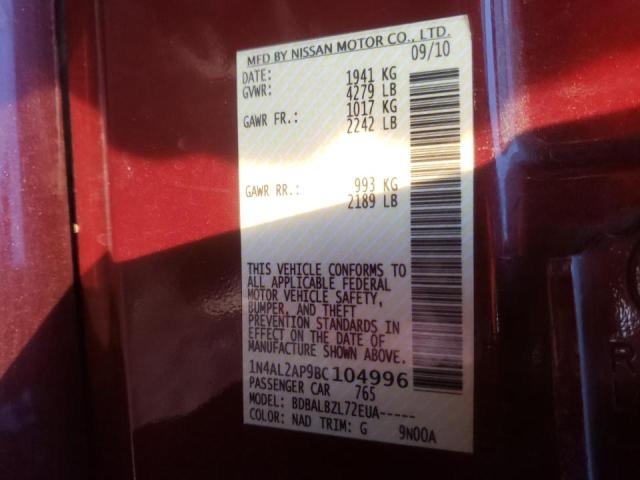 MFD BY NISSAN MOTOR CO., LTD.
09/10
DATE: 1941 KG
GVWR: 4279 LB
1017 KG
GAWR FR.: 2242 LB
993 KG
GAWR RR.: 2189 LB
THIS VEHICLE CONFORMS TO
ALL APPLICABLE FEDERAL
MOTOR VEHICLE SAFETY,
BUMPER, AND THEFT
PREVENTION STANDARDS IN
EFFECT ON THE DATE OF
MANUFACTURE SHOWN ABOVE.
1N4AL2AP9BC104996
PASSENGER CAR 765
MODEL: BDBALBZL72EUA-----
COLOR: NAD TRIM: G 9N00A